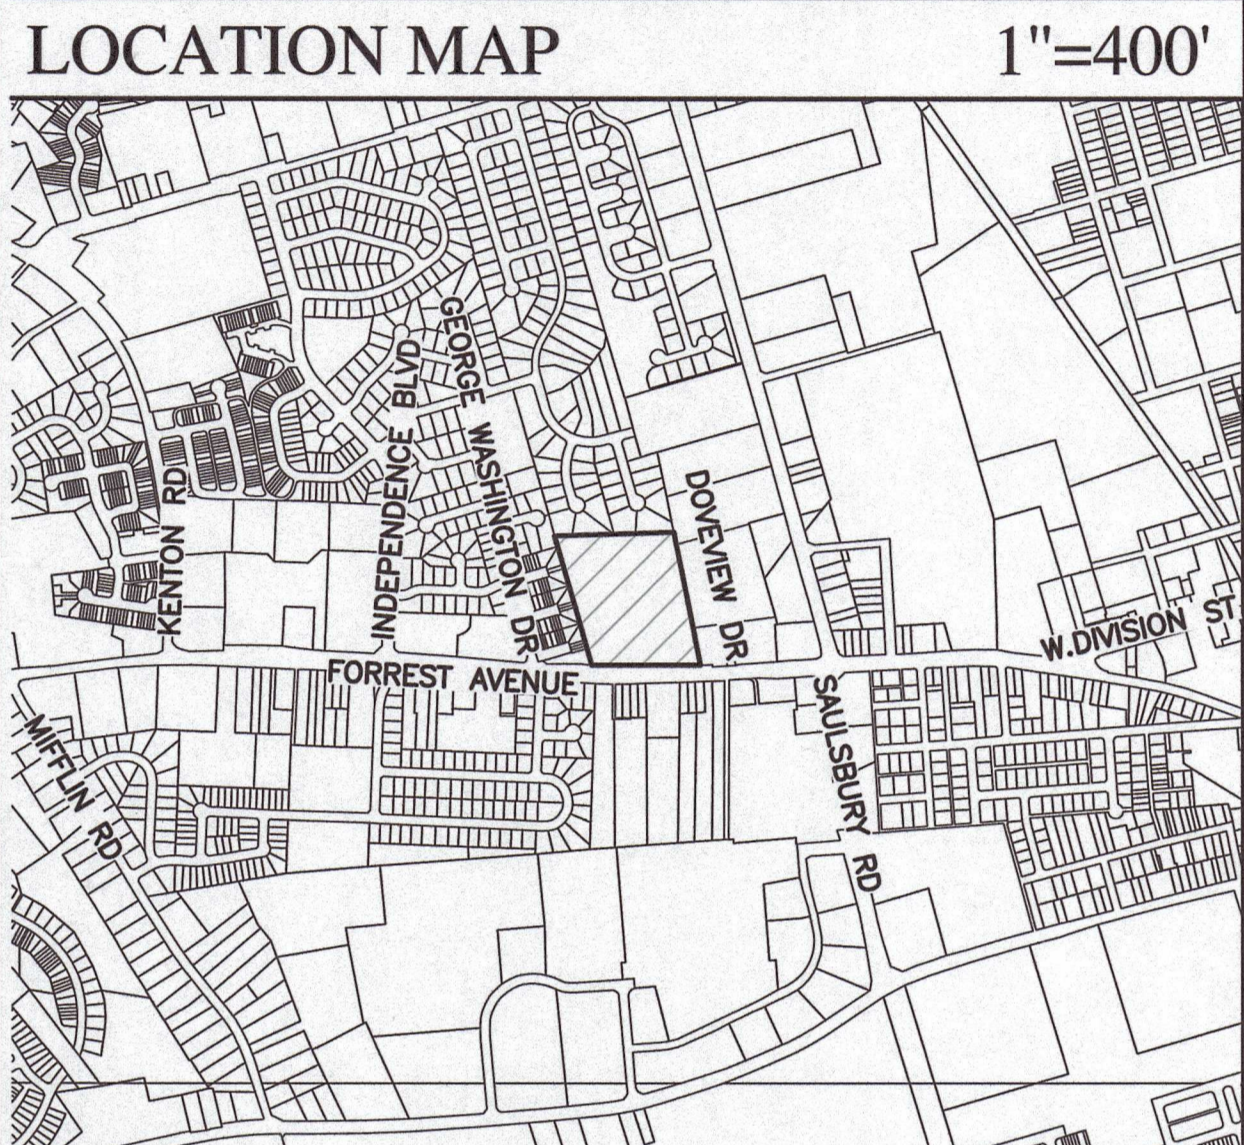 LOCATION MAP 1"=400'
GEORGE WASHINGTON DR.
INDEPENDENCE BLVD
KENTON RD
DOVEVIEW DR.
W.DIVISION ST.
FORREST AVENUE
SAULSBURY RD
MIFFLIN RD